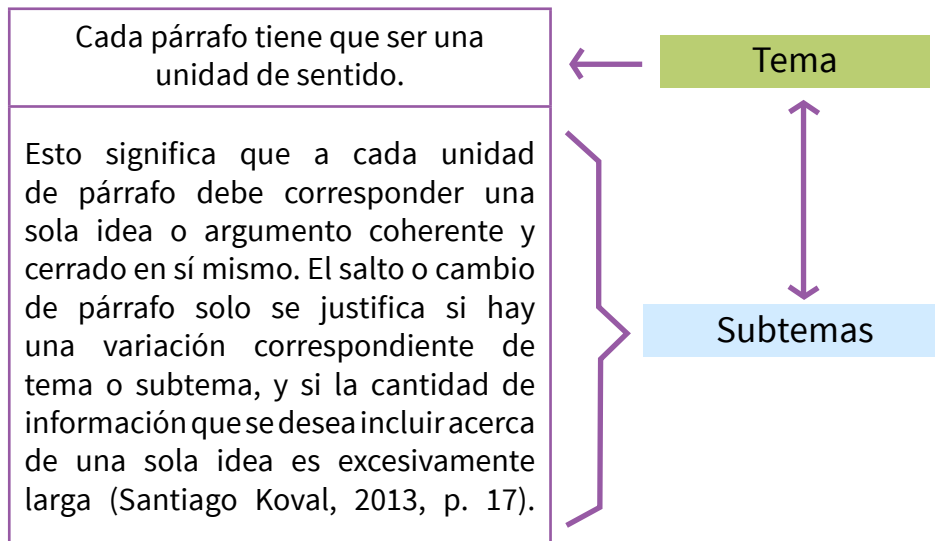 Cada párrafo tiene que ser una
unidad de sentido.
Tema
Esto significa que a cada unidad
de párrafo debe corresponder una
sola idea o argumento coherente y
cerrado en sí mismo. El salto o cambio
de párrafo solo se justifica si hay
una variación correspondiente de
tema o subtema, y si la cantidad de
información que se desea incluir acerca
de una sola idea es excesivamente
larga (Santiago Koval, 2013, p. 17).
Subtemas